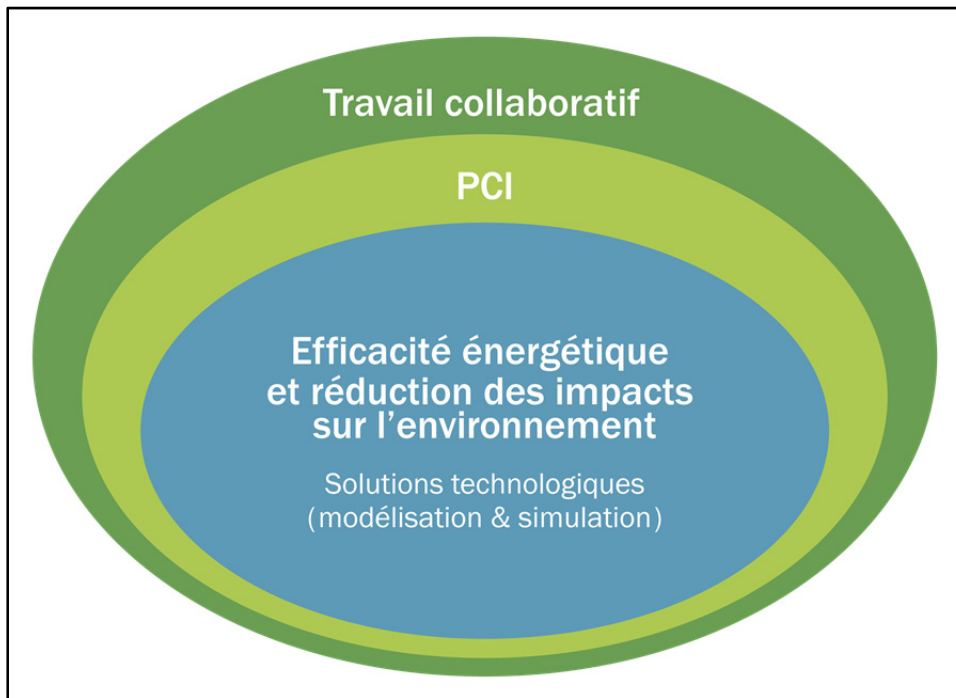 Travail collaboratif
PCI
Efficacité énergétique
et réduction des impacts
sur l'environnement
Solutions technologiques
(modélisation & simulation)